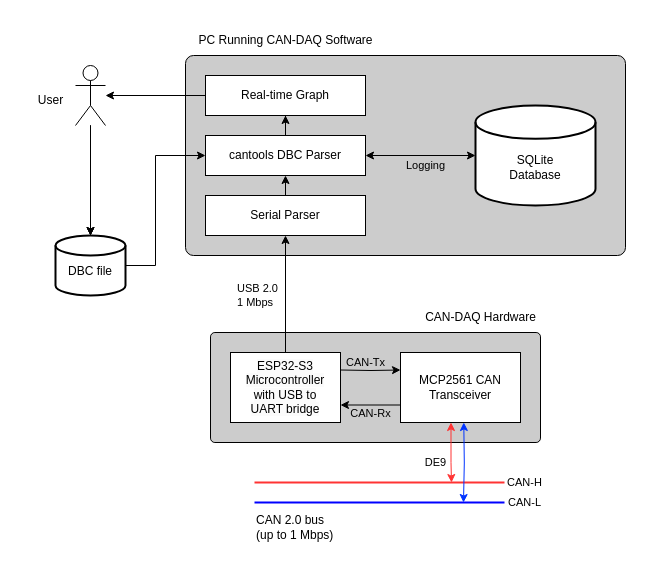 PC Running CAN-DAQ Software
User
Real-time Graph
cantools DBC Parser
Logging
SQLite
Database
Serial Parser
DBC file
USB 2.0
1 Mbps
CAN-DAQ Hardware
ESP32-S3
Microcontroller
with USB to
UART bridge
CAN-Tx
CAN-Rx
MCP2561 CAN
Transceiver
DE9
CAN-H
CAN-L
CAN 2.0 bus
(up to 1 Mbps)